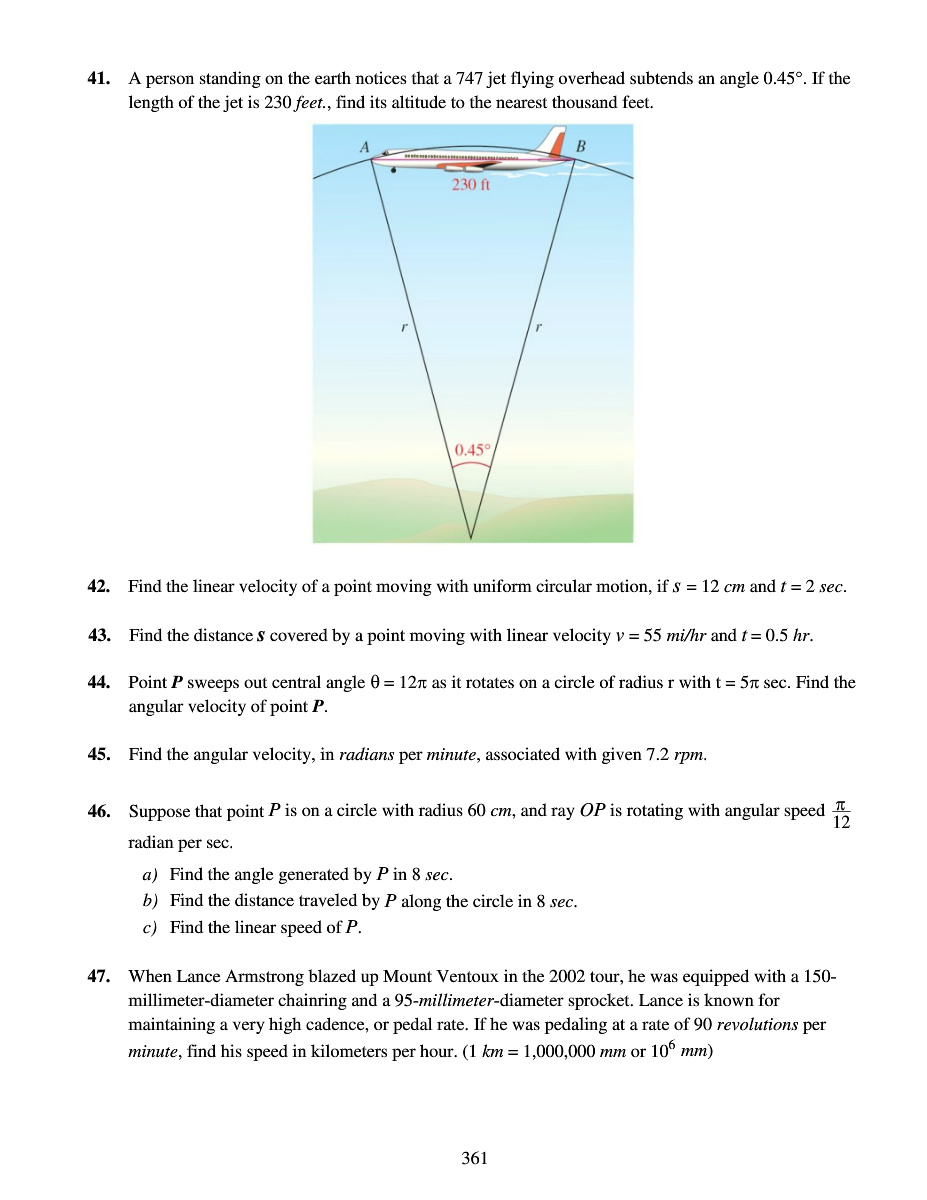 41. A person standing on the earth notices that a 747 jet flying overhead subtends an angle 0.45°. If the
length of the jet is 230 feet., find its altitude to the nearest thousand feet.
A B
230 ft
r r
0.45°
42. Find the linear velocity of a point moving with uniform circular motion, if s = 12 cm and t = 2 sec.
43. Find the distance s covered by a point moving with linear velocity v = 55 mi/hr and t = 0.5 hr.
44. Point P sweeps out central angle θ = 12π as it rotates on a circle of radius r with t = 5π sec. Find the
angular velocity of point P.
45. Find the angular velocity, in radians per minute, associated with given 7.2 rpm.
46. Suppose that point P is on a circle with radius 60 cm, and ray OP is rotating with angular speed π/12
radian per sec.
a) Find the angle generated by P in 8 sec.
b) Find the distance traveled by P along the circle in 8 sec.
c) Find the linear speed of P.
47. When Lance Armstrong blazed up Mount Ventoux in the 2002 tour, he was equipped with a 150-
millimeter-diameter chainring and a 95-millimeter-diameter sprocket. Lance is known for
maintaining a very high cadence, or pedal rate. If he was pedaling at a rate of 90 revolutions per
minute, find his speed in kilometers per hour. (1 km = 1,000,000 mm or 10⁶ mm)
361